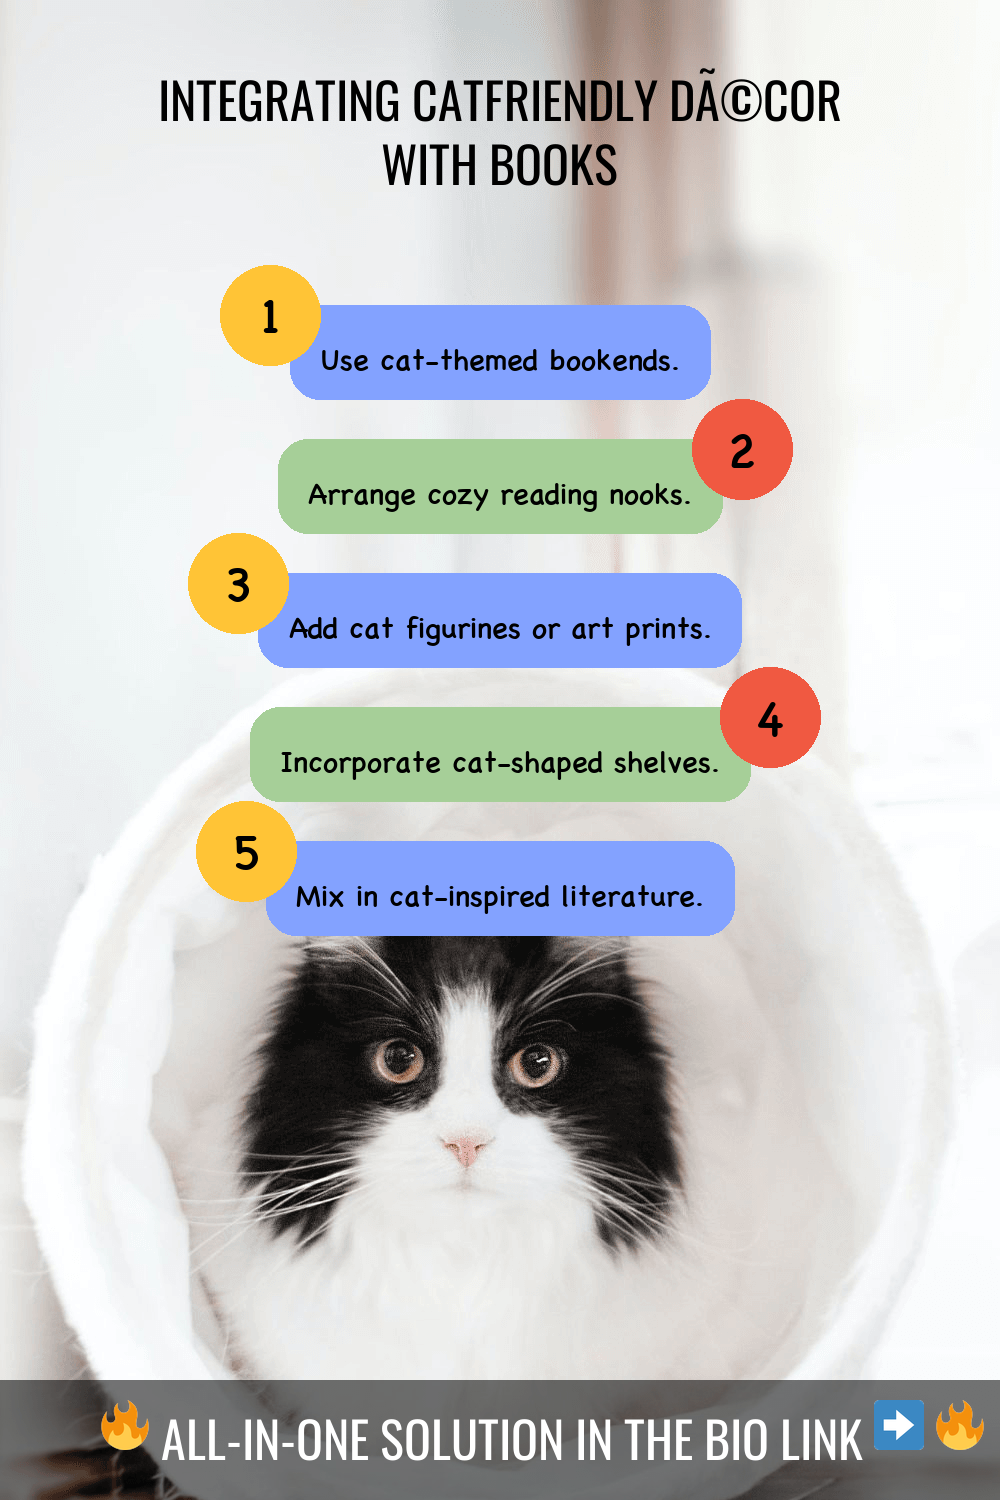 INTEGRATING CATFRIENDLY DÃ©COR
WITH BOOKS
1
Use cat-themed bookends.
2
Arrange cozy reading nooks.
3
Add cat figurines or art prints.
4
Incorporate cat-shaped shelves.
5
Mix in cat-inspired literature.
🔥 ALL-IN-ONE SOLUTION IN THE BIO LINK ➡️ 🔥